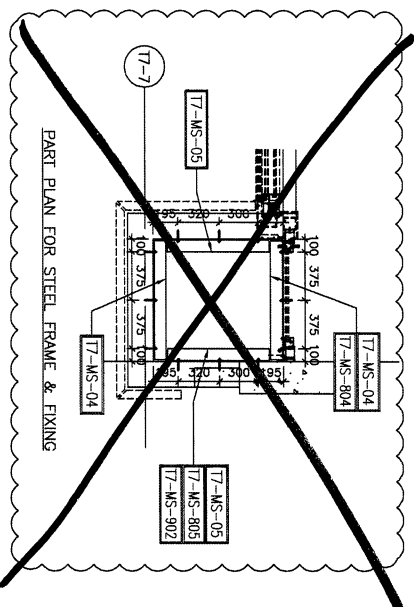 T7-MS-04
T7-MS-804
100 375 375 100
T7-MS-05
T7-MS-805
T7-MS-902
195 320 300
195 320 300 195
T7-MS-05
100 375 375 100
T7-7
T7-MS-04
PART PLAN FOR STEEL FRAME & FIXING